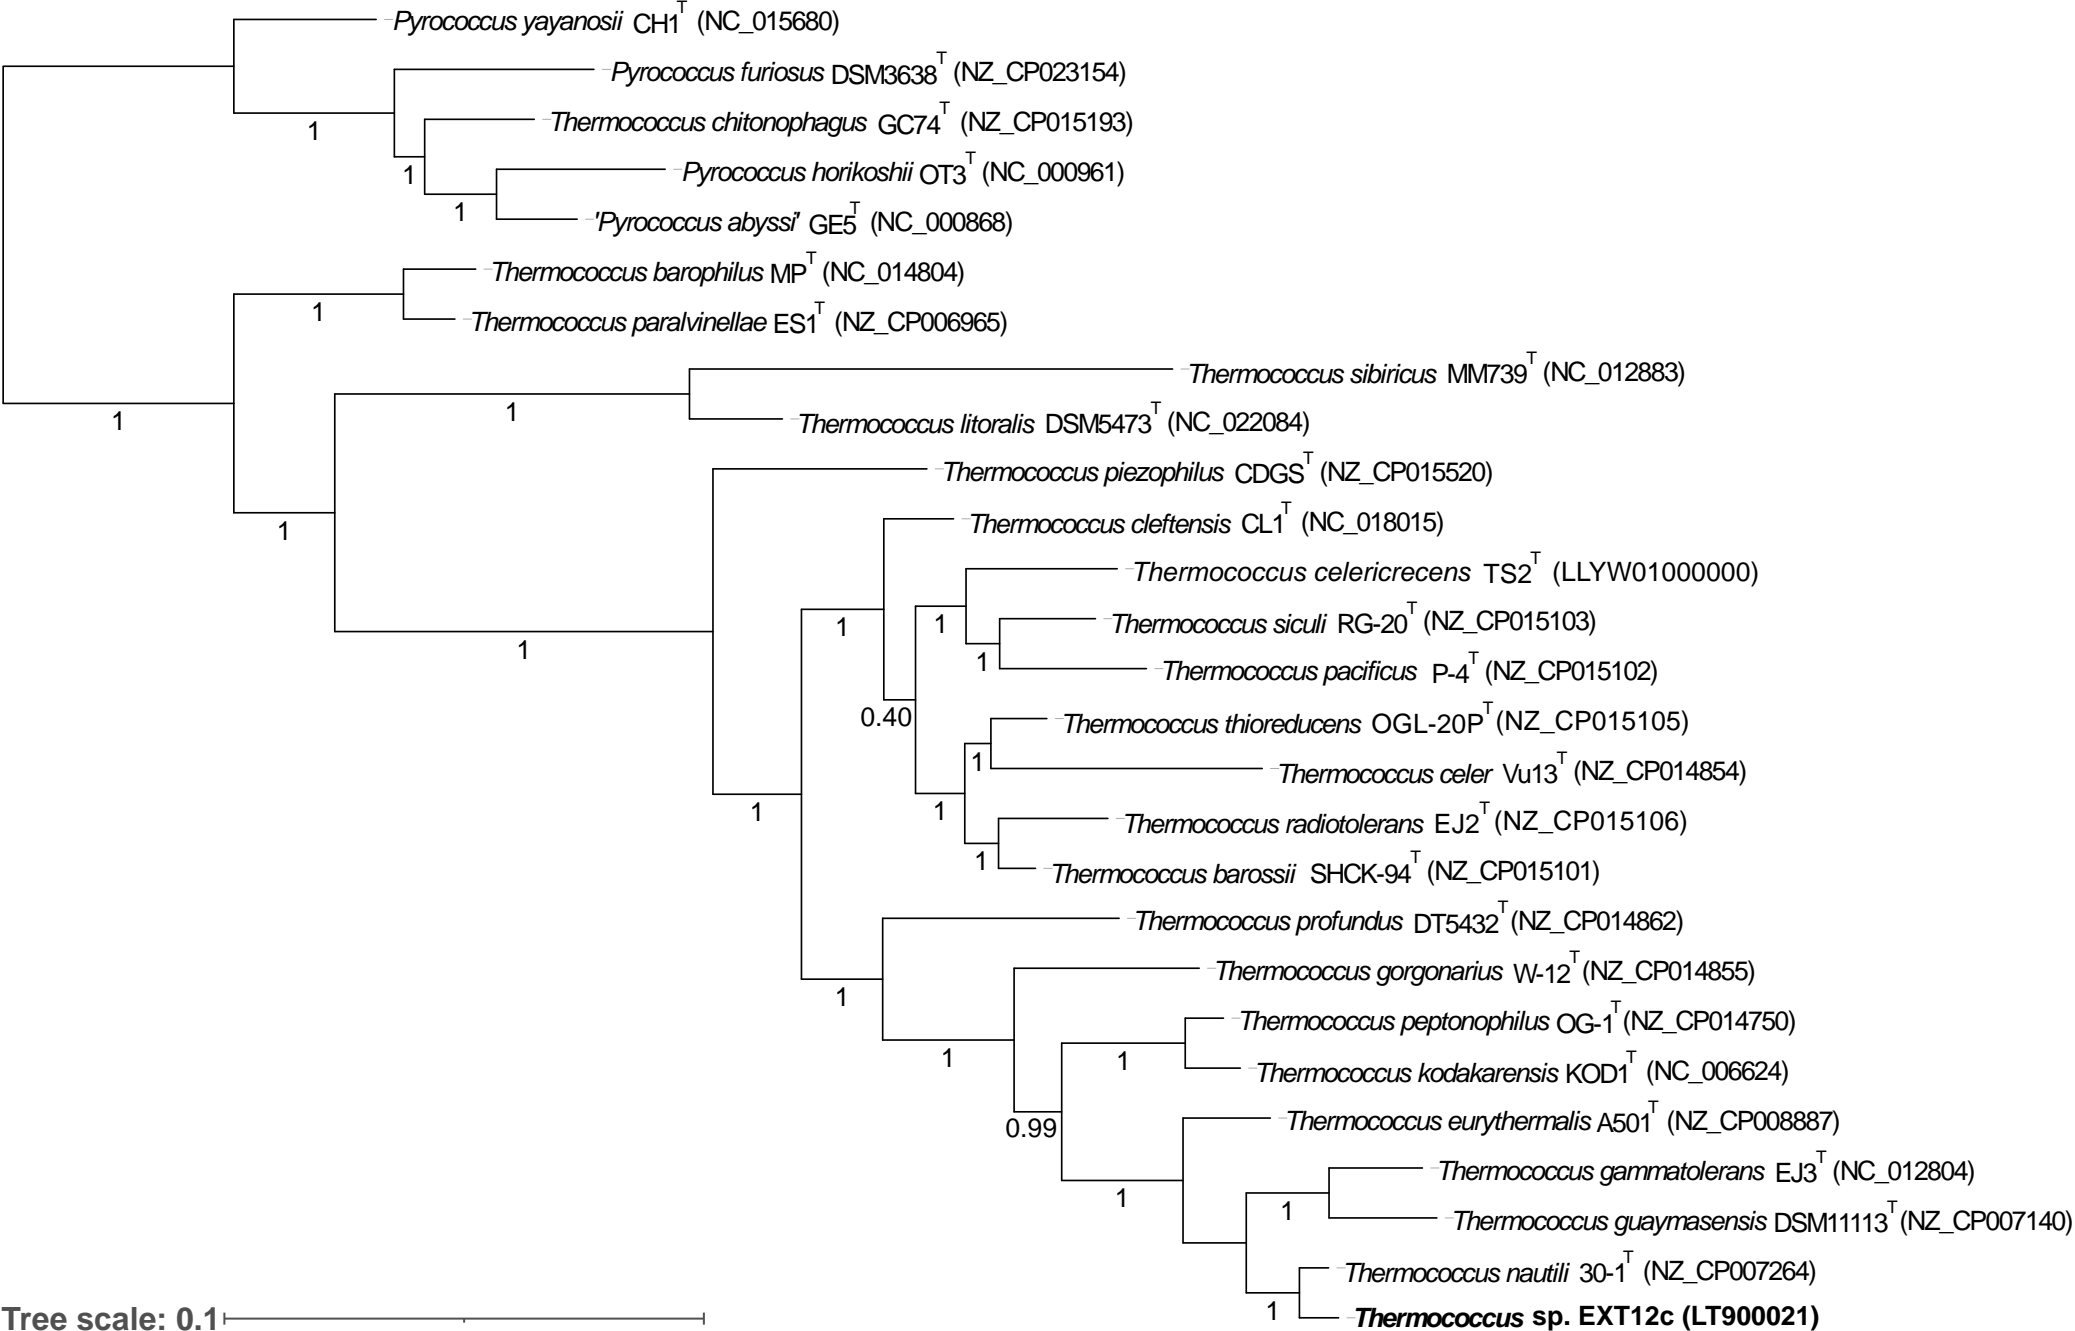 Pyrococcus yayanosii CH1T (NC_015680)
Pyrococcus furiosus DSM3638T (NZ_CP023154)
1
Thermococcus chitonophagus GC74T (NZ_CP015193)
1
Pyrococcus horikoshii OT3T (NC_000961)
1
'Pyrococcus abyssi' GE5T (NC_000868)
Thermococcus barophilus MPT (NC_014804)
1
Thermococcus paralvinellae ES1T (NZ_CP006965)
Thermococcus sibiricus MM739T (NC_012883)
1
1
Thermococcus litoralis DSM5473T (NC_022084)
Thermococcus piezophilus CDGST (NZ_CP015520)
1
Thermococcus cleftensis CL1T (NC_018015)
Thermococcus celericrecens TS2T (LLYW01000000)
1
1
Thermococcus siculi RG-20T (NZ_CP015103)
1
1
Thermococcus pacificus P-4T (NZ_CP015102)
0.40
Thermococcus thioreducens OGL-20PT (NZ_CP015105)
1
Thermococcus celer Vu13T (NZ_CP014854)
1
1
Thermococcus radiotolerans EJ2T (NZ_CP015106)
1
Thermococcus barossii SHCK-94T (NZ_CP015101)
Thermococcus profundus DT5432T (NZ_CP014862)
1
Thermococcus gorgonarius W-12T (NZ_CP014855)
Thermococcus peptonophilus OG-1T (NZ_CP014750)
1
1
Thermococcus kodakarensis KOD1T (NC_006624)
0.99
Thermococcus eurythermalis A501T (NZ_CP008887)
1
Thermococcus gammatolerans EJ3T (NC_012804)
1
Thermococcus guaymasensis DSM11113T (NZ_CP007140)
Thermococcus nautili 30-1T (NZ_CP007264)
1
Thermococcus sp. EXT12c (LT900021)
Tree scale: 0.1